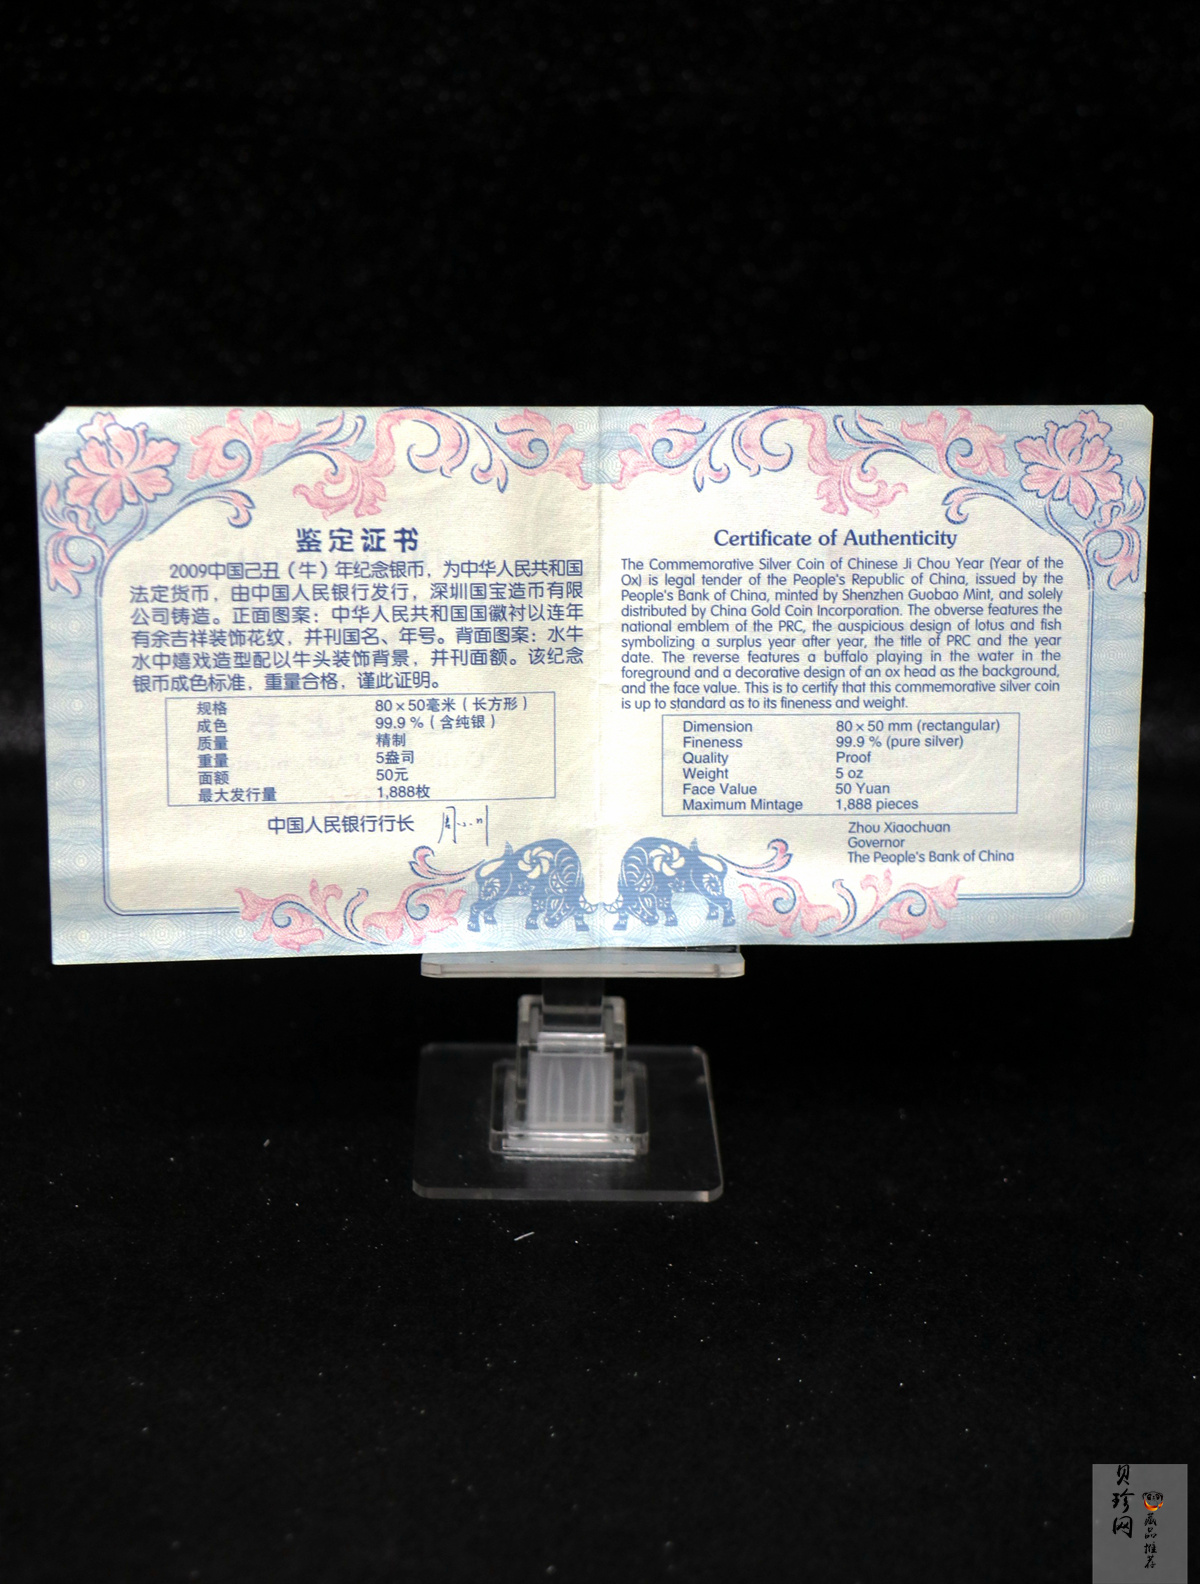 鉴定证书
2009中国己丑（牛）年纪念银币，为中华人民共和国
法定货币，由中国人民银行发行，深圳国宝造币有限
公司铸造。正面图案：中华人民共和国国徽衬以连年
有余吉祥装饰花纹，并刊国名、年号。背面图案：水牛
水中嬉戏造型配以牛头装饰背景，并刊面额。该纪念
银币成色标准，重量合格，谨此证明。
规格 80×50毫米（长方形）
成色 99.9％（含纯银）
质量 精制
重量 5盎司
面额 50元
最大发行量 1,888枚
中国人民银行行长
Certificate of Authenticity
The Commemorative Silver Coin of Chinese Ji Chou Year (Year of the
Ox) is legal tender of the People's Republic of China, issued by the
People's Bank of China, minted by Shenzhen Guobao Mint, and solely
distributed by China Gold Coin Incorporation. The obverse features the
national emblem of the PRC, the auspicious design of lotus and fish
symbolizing a surplus year after year, the title of PRC and the year
date. The reverse features a buffalo playing in the water in the
foreground and a decorative design of an ox head as the background,
and the face value. This is to certify that this commemorative silver coin
is up to standard as to its fineness and weight.
Dimension 80×50 mm (rectangular)
Fineness 99.9 % (pure silver)
Quality Proof
Weight 5 oz
Face Value 50 Yuan
Maximum Mintage 1,888 pieces
Zhou Xiaochuan
Governor
The People's Bank of China
贝珍网
藏品推荐